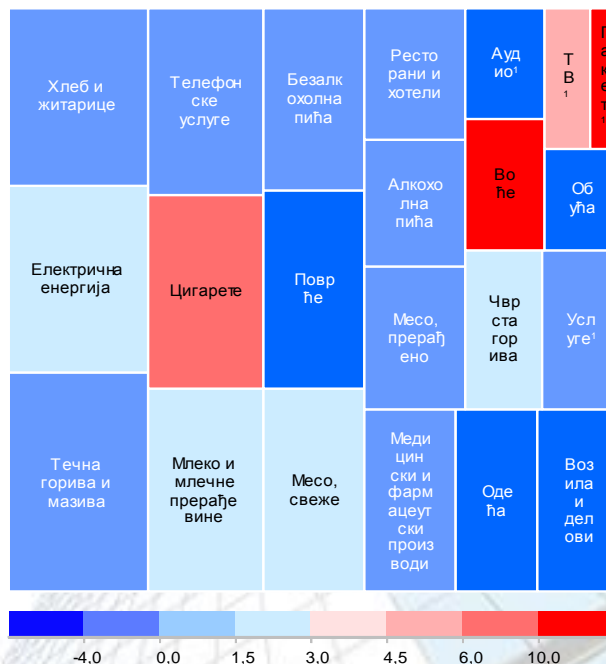 Хлеб и
житарице
Електрична
енергија
Течна
горива и
мазива
Телефон
ске
услуге
Цигарете
Млеко и
млечне
прерађе
вине
Безалк
охолна
пића
Повр
ће
Месо,
свеже
Ресто
рани и
хотели
Алкохо
лна
пића
Месо,
прерађ
ено
Меди
цин
ски и
фарм
ацеут
ски
произ
води
Ауд
ио¹
Во
ће
Чвр
ста
гор
ива
Оде
ћа
Т
В
¹
Об
ућа
Усл
уге¹
Воз
ила
и
дел
ови
-4.0 0.0 1.5 3.0 4.5 6.0 10.0